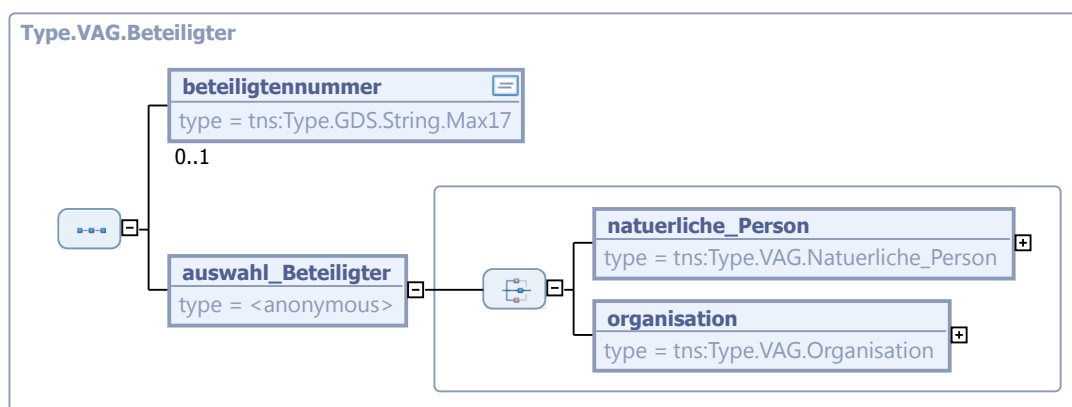 Type.VAG.Beteiligter
beteiligtennummer
type = tns:Type.GDS.String.Max17
0..1
natuerliche_Person
type = tns:Type.VAG.Natuerliche_Person
auswahl_Beteiligter
type = <anonymous>
organisation
type = tns:Type.VAG.Organisation